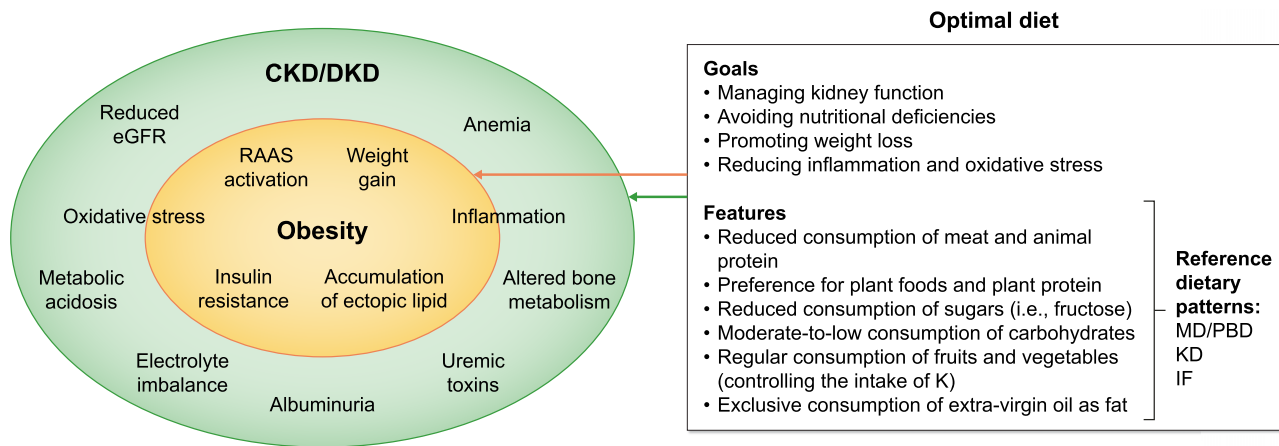 Optimal diet
CKD/DKD
Reduced
eGFR
Anemia
RAAS
activation
Weight
gain
Oxidative stress
Inflammation
Obesity
Metabolic
acidosis
Insulin
resistance
Accumulation
of ectopic lipid
Altered bone
metabolism
Electrolyte
imbalance
Uremic
toxins
Albuminuria
Goals
• Managing kidney function
• Avoiding nutritional deficiencies
• Promoting weight loss
• Reducing inflammation and oxidative stress
Features
• Reduced consumption of meat and animal
protein
• Preference for plant foods and plant protein
• Reduced consumption of sugars (i.e., fructose)
• Moderate-to-low consumption of carbohydrates
• Regular consumption of fruits and vegetables
(controlling the intake of K)
• Exclusive consumption of extra-virgin oil as fat
Reference
dietary
patterns:
MD/PBD
KD
IF